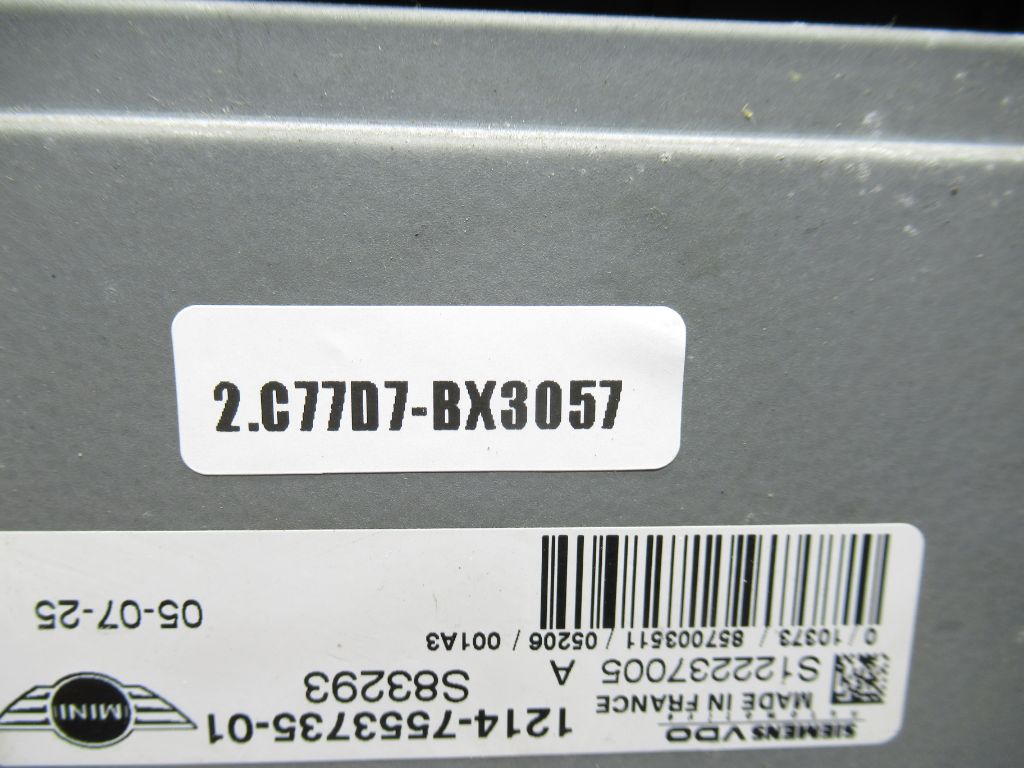 2.C77D7-BX3057
SIEMENS VDO
Automotive
MADE IN FRANCE
S122237005 A
0 / 10373 / 857003511 / 05206 / 001A3
1214-7553735-01
S83293
MINI
05-07-25